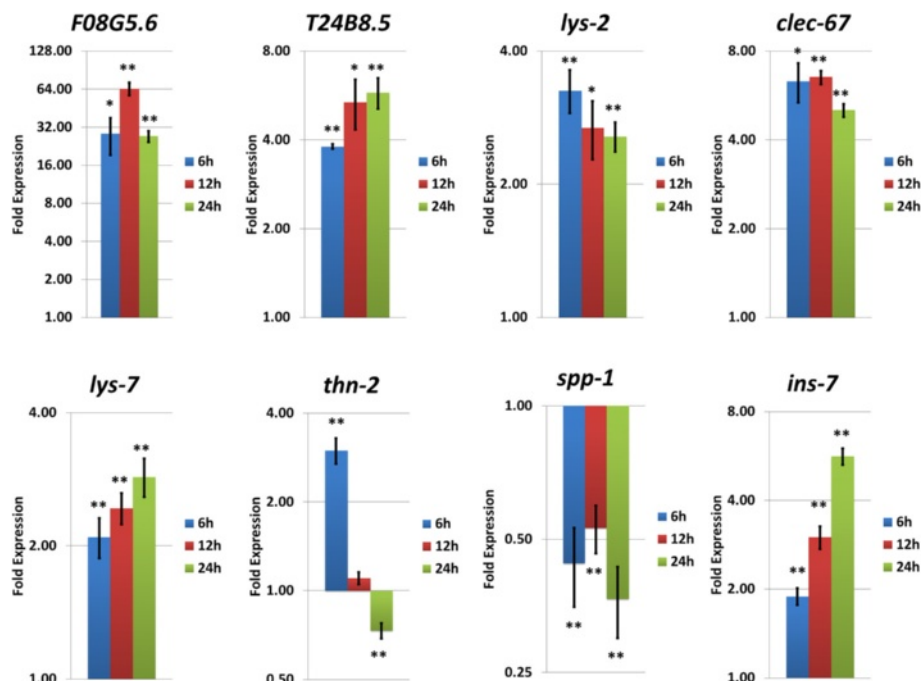 F08G5.6
128.00
64.00
32.00
16.00
8.00
4.00
2.00
1.00
Fold Expression
*
**
**
6h
12h
24h
T24B8.5
8.00
4.00
2.00
1.00
Fold Expression
**
*
**
6h
12h
24h
lys-2
4.00
2.00
1.00
Fold Expression
**
*
**
6h
12h
24h
clec-67
8.00
4.00
2.00
1.00
Fold Expression
*
**
**
6h
12h
24h
lys-7
4.00
2.00
1.00
Fold Expression
**
**
**
6h
12h
24h
thn-2
4.00
2.00
1.00
0.50
Fold Expression
**
**
6h
12h
24h
spp-1
1.00
0.50
0.25
Fold Expression
**
**
**
6h
12h
24h
ins-7
8.00
4.00
2.00
1.00
Fold Expression
**
**
**
6h
12h
24h